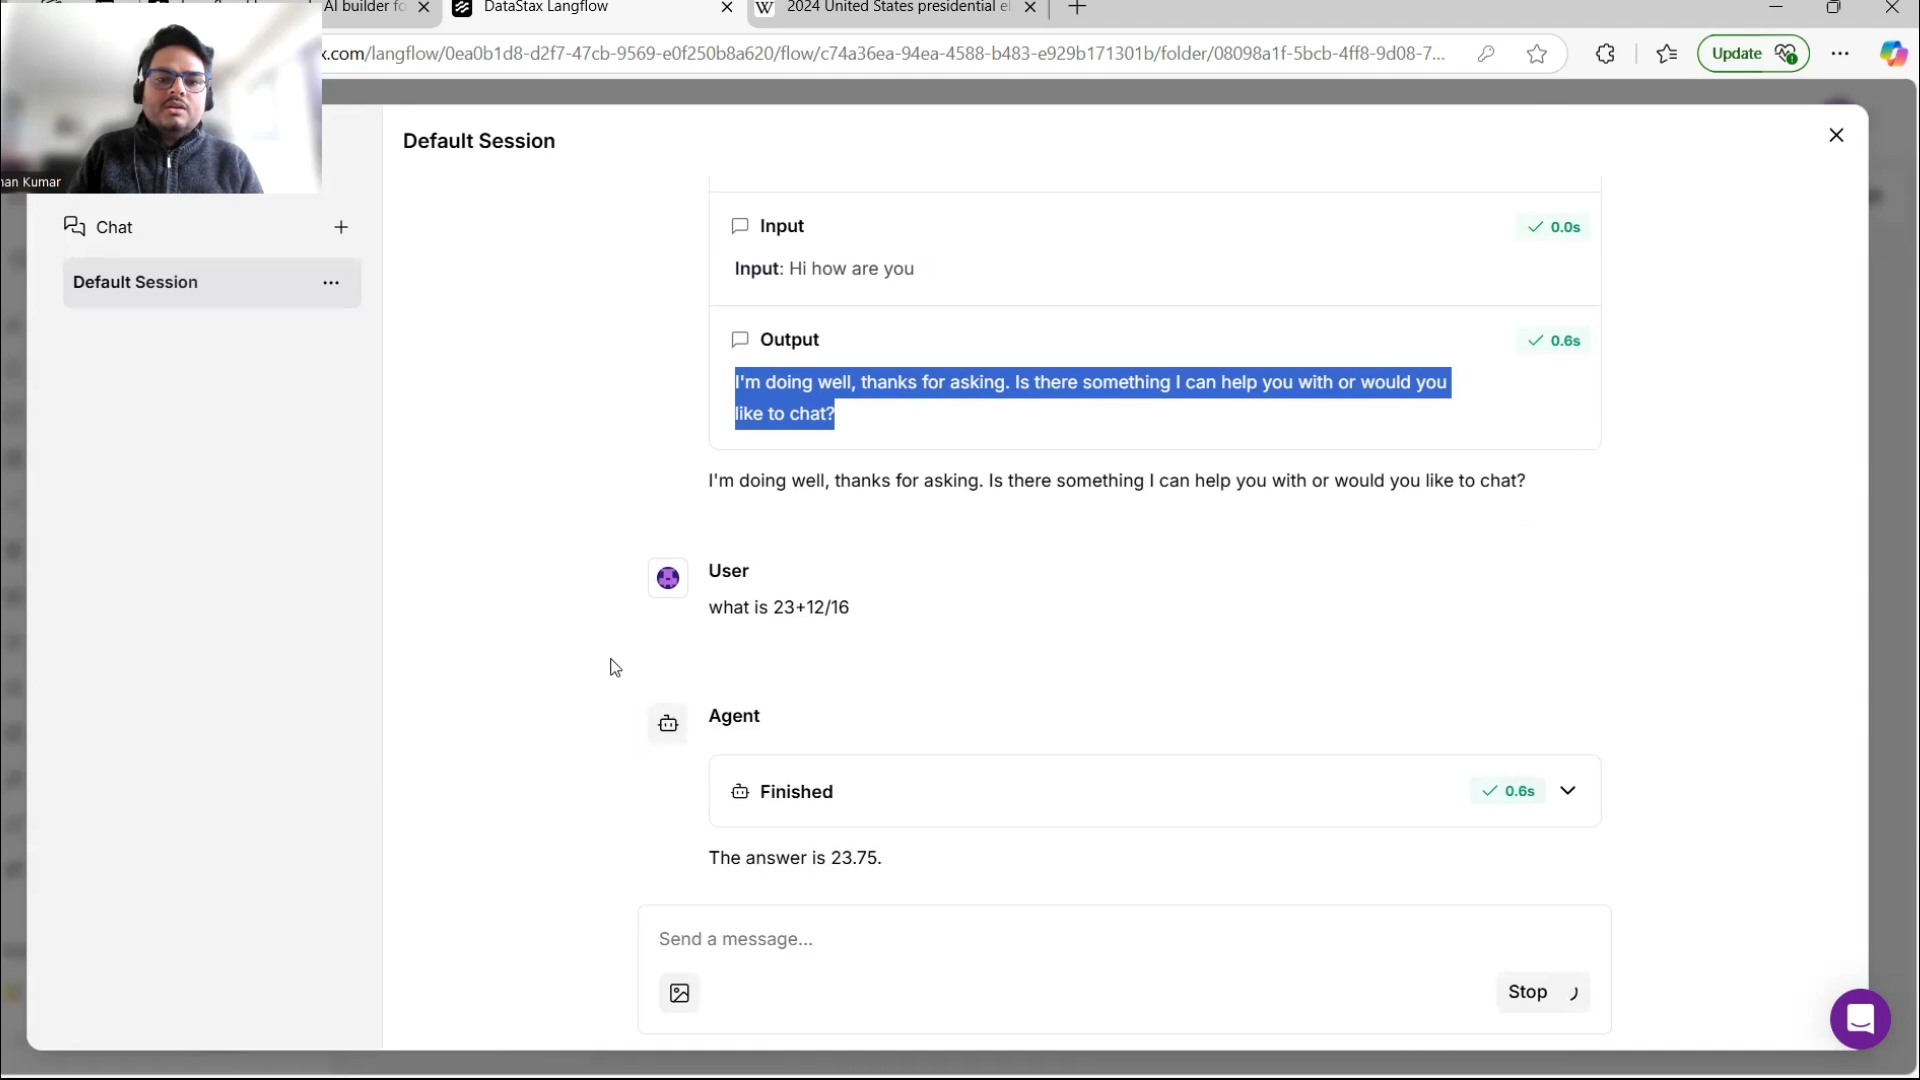 AI builder fo
DataStax Langflow
2024 United States presidential el
x.com/langflow/0ea0b1d8-d2f7-47cb-9569-e0f250b8a620/flow/c74a36ea-94ea-4588-b483-e929b171301b/folder/08098a1f-5bcb-4ff8-9d08-7...
Update
nan Kumar
Default Session
Chat
Default Session
Input
0.0s
Input: Hi how are you
Output
0.6s
I'm doing well, thanks for asking. Is there something I can help you with or would you
like to chat?
I'm doing well, thanks for asking. Is there something I can help you with or would you like to chat?
User
what is 23+12/16
Agent
Finished
0.6s
The answer is 23.75.
Send a message...
Stop